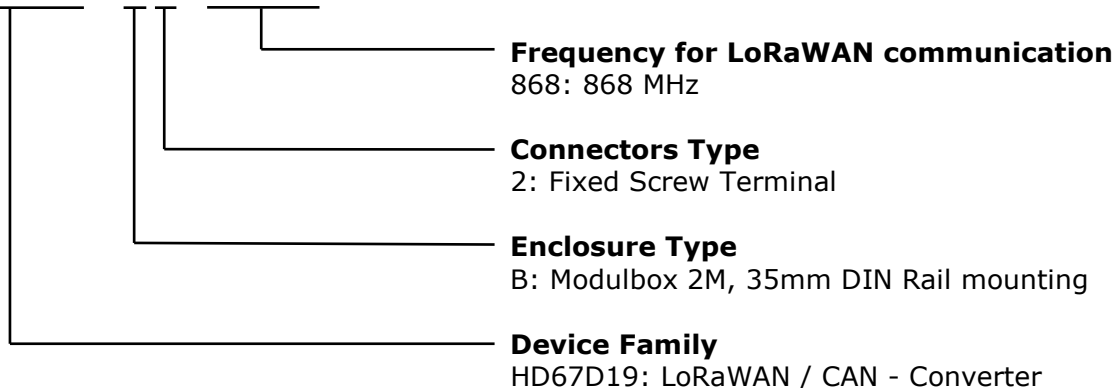 Frequency for LoRaWAN communication
868: 868 MHz
Connectors Type
2: Fixed Screw Terminal
Enclosure Type
B: Modulbox 2M, 35mm DIN Rail mounting
Device Family
HD67D19: LoRaWAN / CAN - Converter